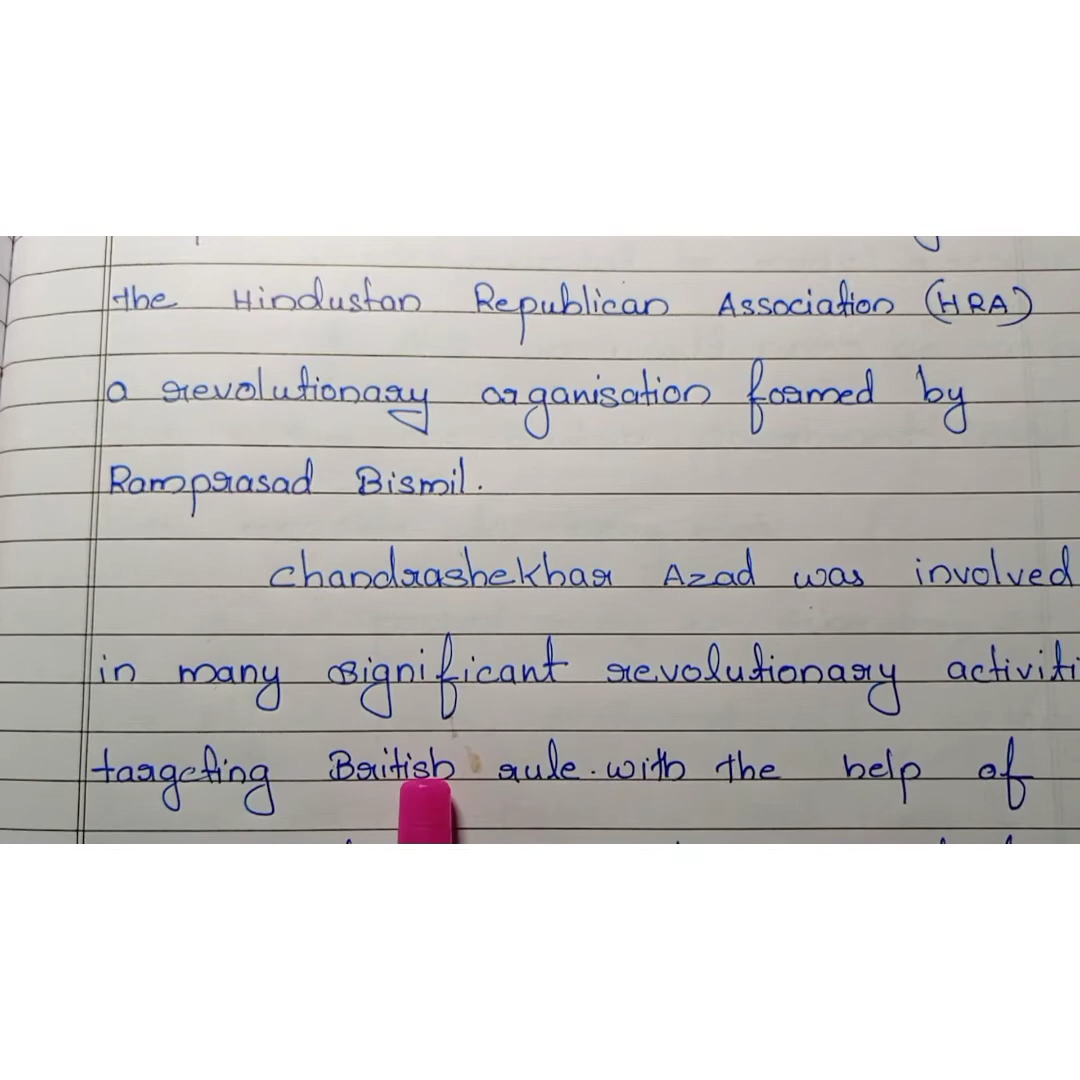 the Hindustan Republican Association (HRA)
a revolutionary organisation formed by
Ramprasad Bismil.
Chandrashekhar Azad was involved
in many significant revolutionary activiti
targeting British rule. with the help of